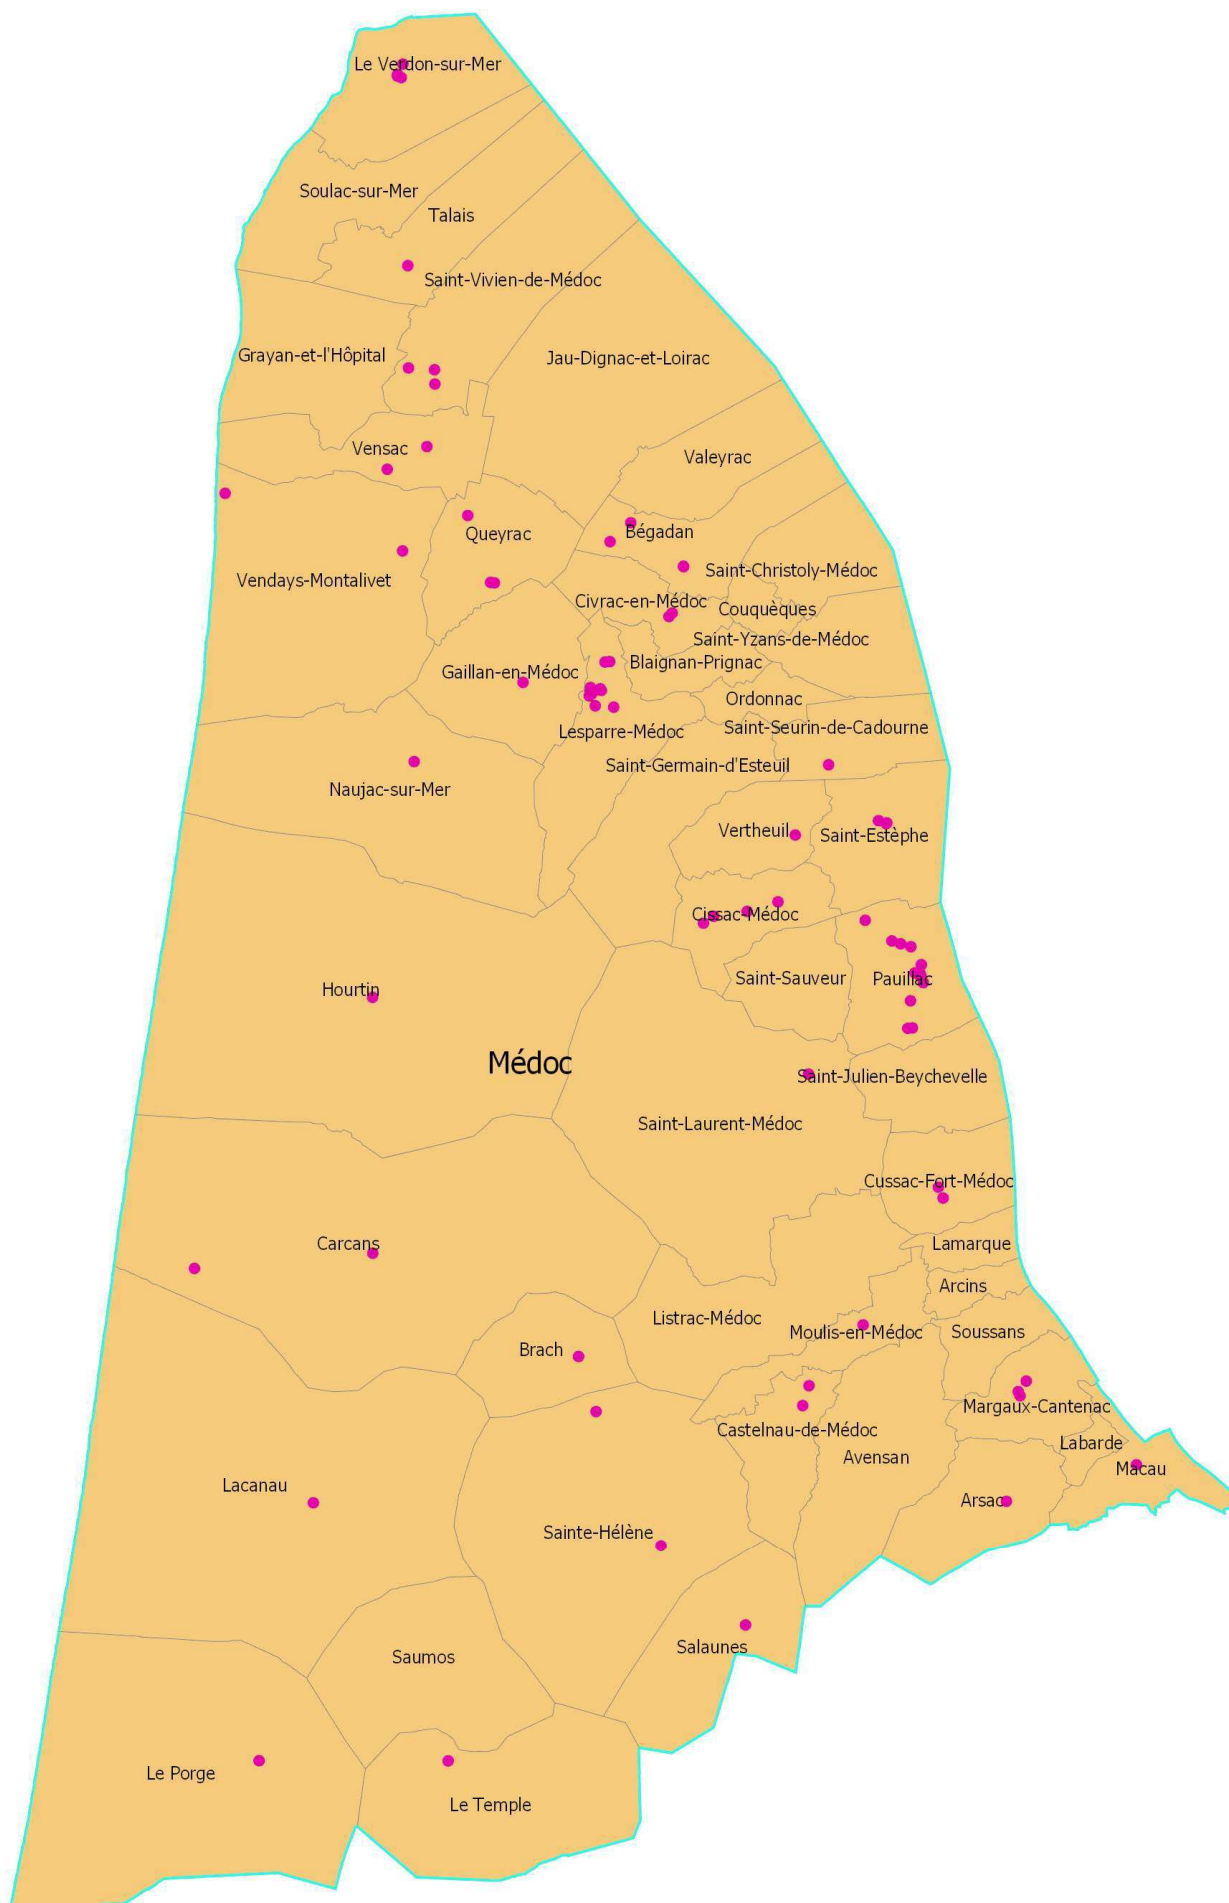 Le Verdon-sur-Mer
Soulac-sur-Mer
Talais
Saint-Vivien-de-Médoc
Grayan-et-l'Hôpital
Jau-Dignac-et-Loirac
Vensac
Valeyrac
Queyrac
Bégadan
Vendays-Montalivet
Saint-Christoly-Médoc
Civrac-en-Médoc
Couquèques
Saint-Yzans-de-Médoc
Gaillan-en-Médoc
Blaignan-Prignac
Ordonnac
Lesparre-Médoc
Saint-Seurin-de-Cadourne
Saint-Germain-d'Esteuil
Naujac-sur-Mer
Vertheuil
Saint-Estèphe
Cissac-Médoc
Saint-Sauveur
Pauillac
Hourtin
Médoc
Saint-Julien-Beychevelle
Saint-Laurent-Médoc
Cussac-Fort-Médoc
Carcans
Lamarque
Arcins
Listrac-Médoc
Moulis-en-Médoc
Soussans
Brach
Margaux-Cantenac
Castelnau-de-Médoc
Labarde
Avensan
Macau
Lacanau
Arsac
Sainte-Hélène
Salaunes
Saumos
Le Porge
Le Temple